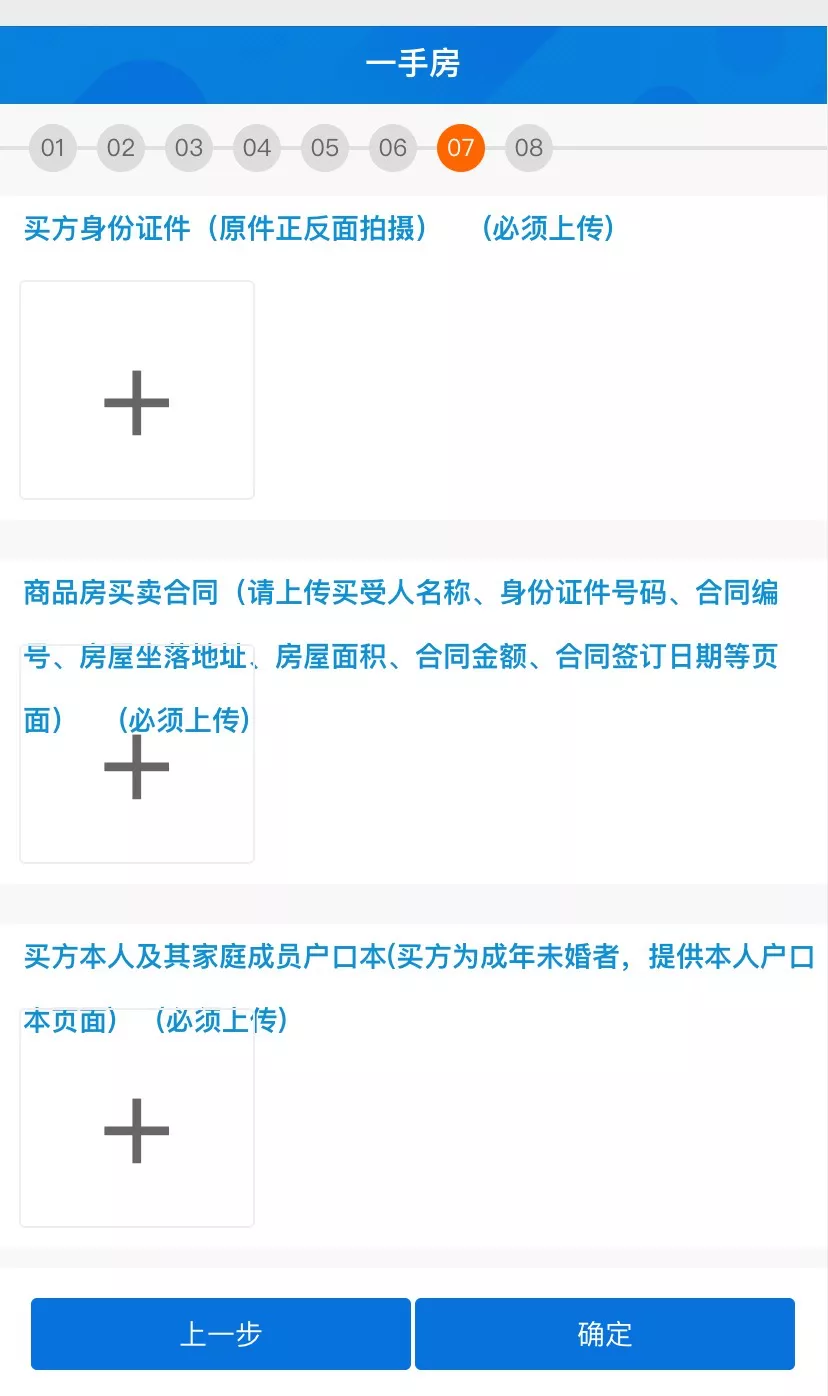 一手房
01 02 03 04 05 06 07 08
买方身份证件（原件正反面拍摄） （必须上传）
商品房买卖合同（请上传买受人名称、身份证件号码、合同编
号、房屋坐落地址、房屋面积、合同金额、合同签订日期等页
面） （必须上传）
买方本人及其家庭成员户口本(买方为成年未婚者，提供本人户口
本页面） （必须上传）
上一步 确定